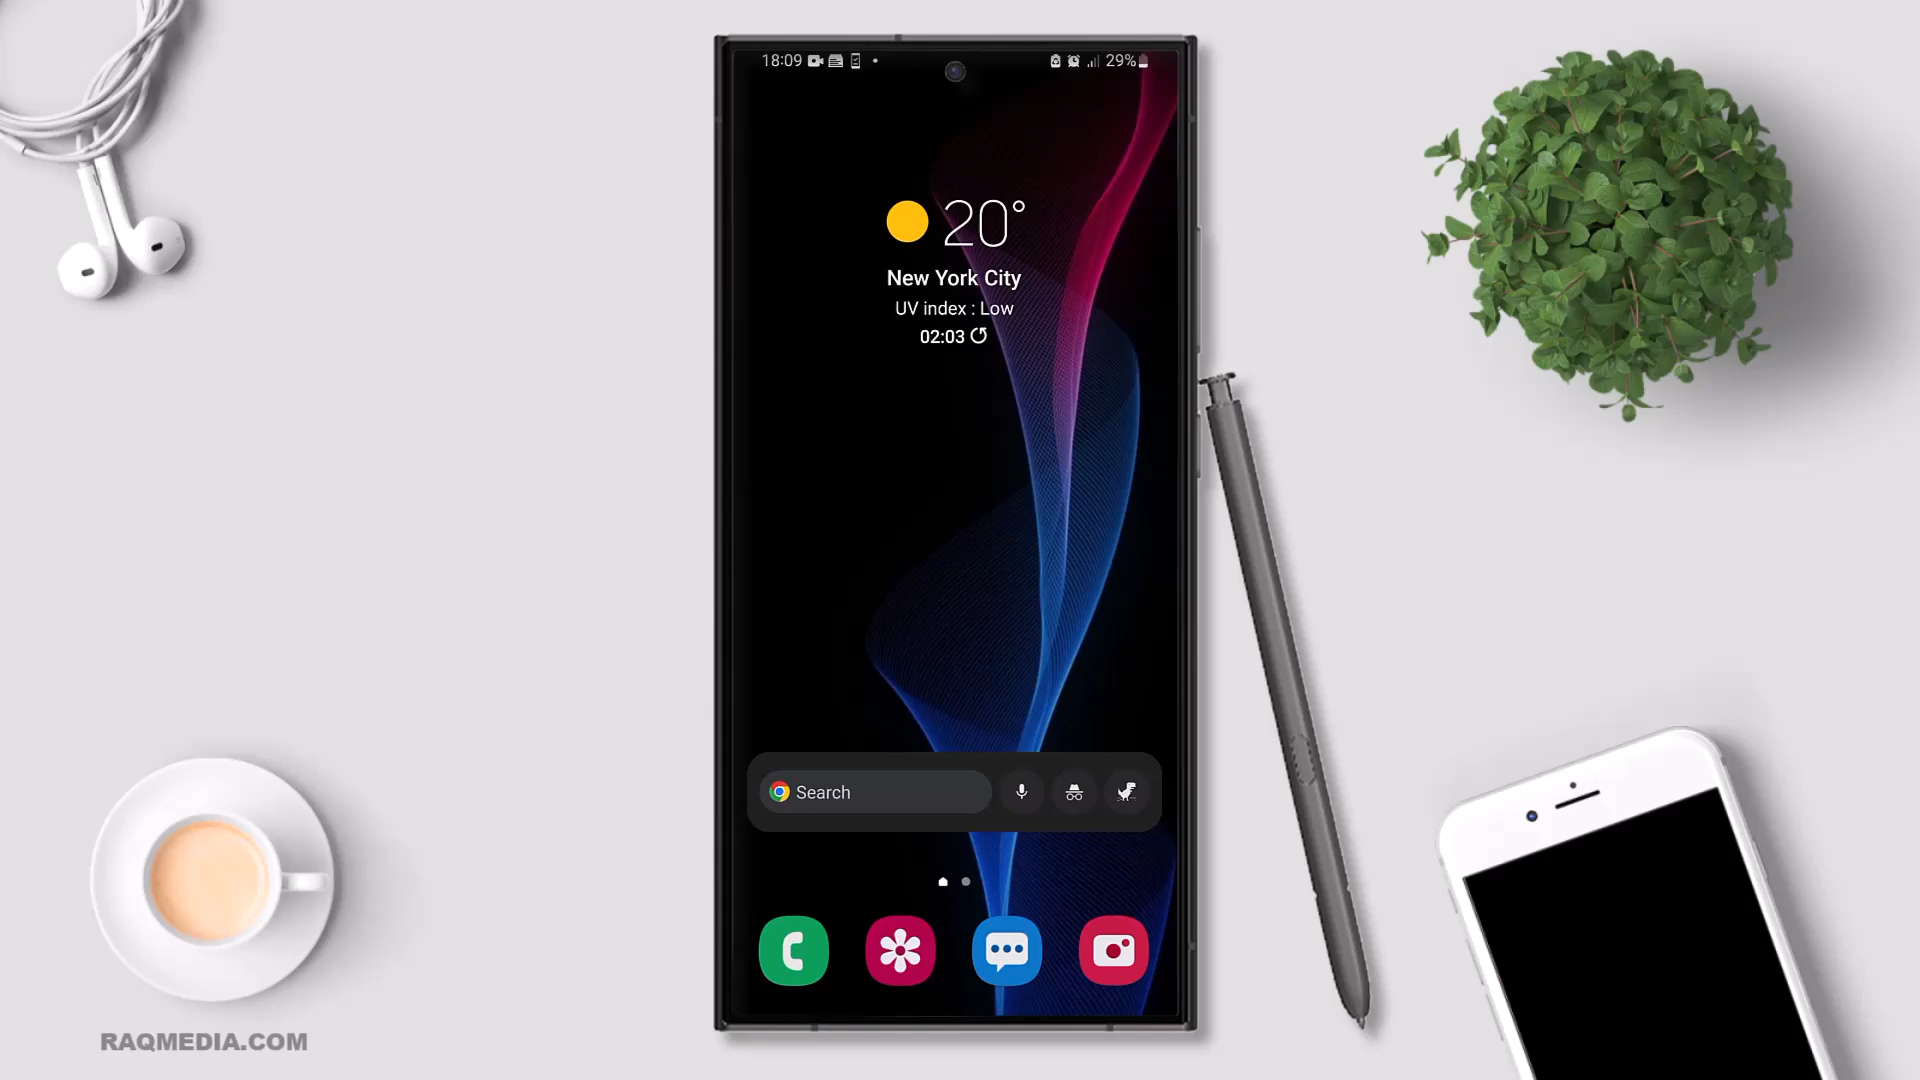 18:09
29%
20°
New York City
UV index : Low
02:03
Search
RAQMEDIA.COM